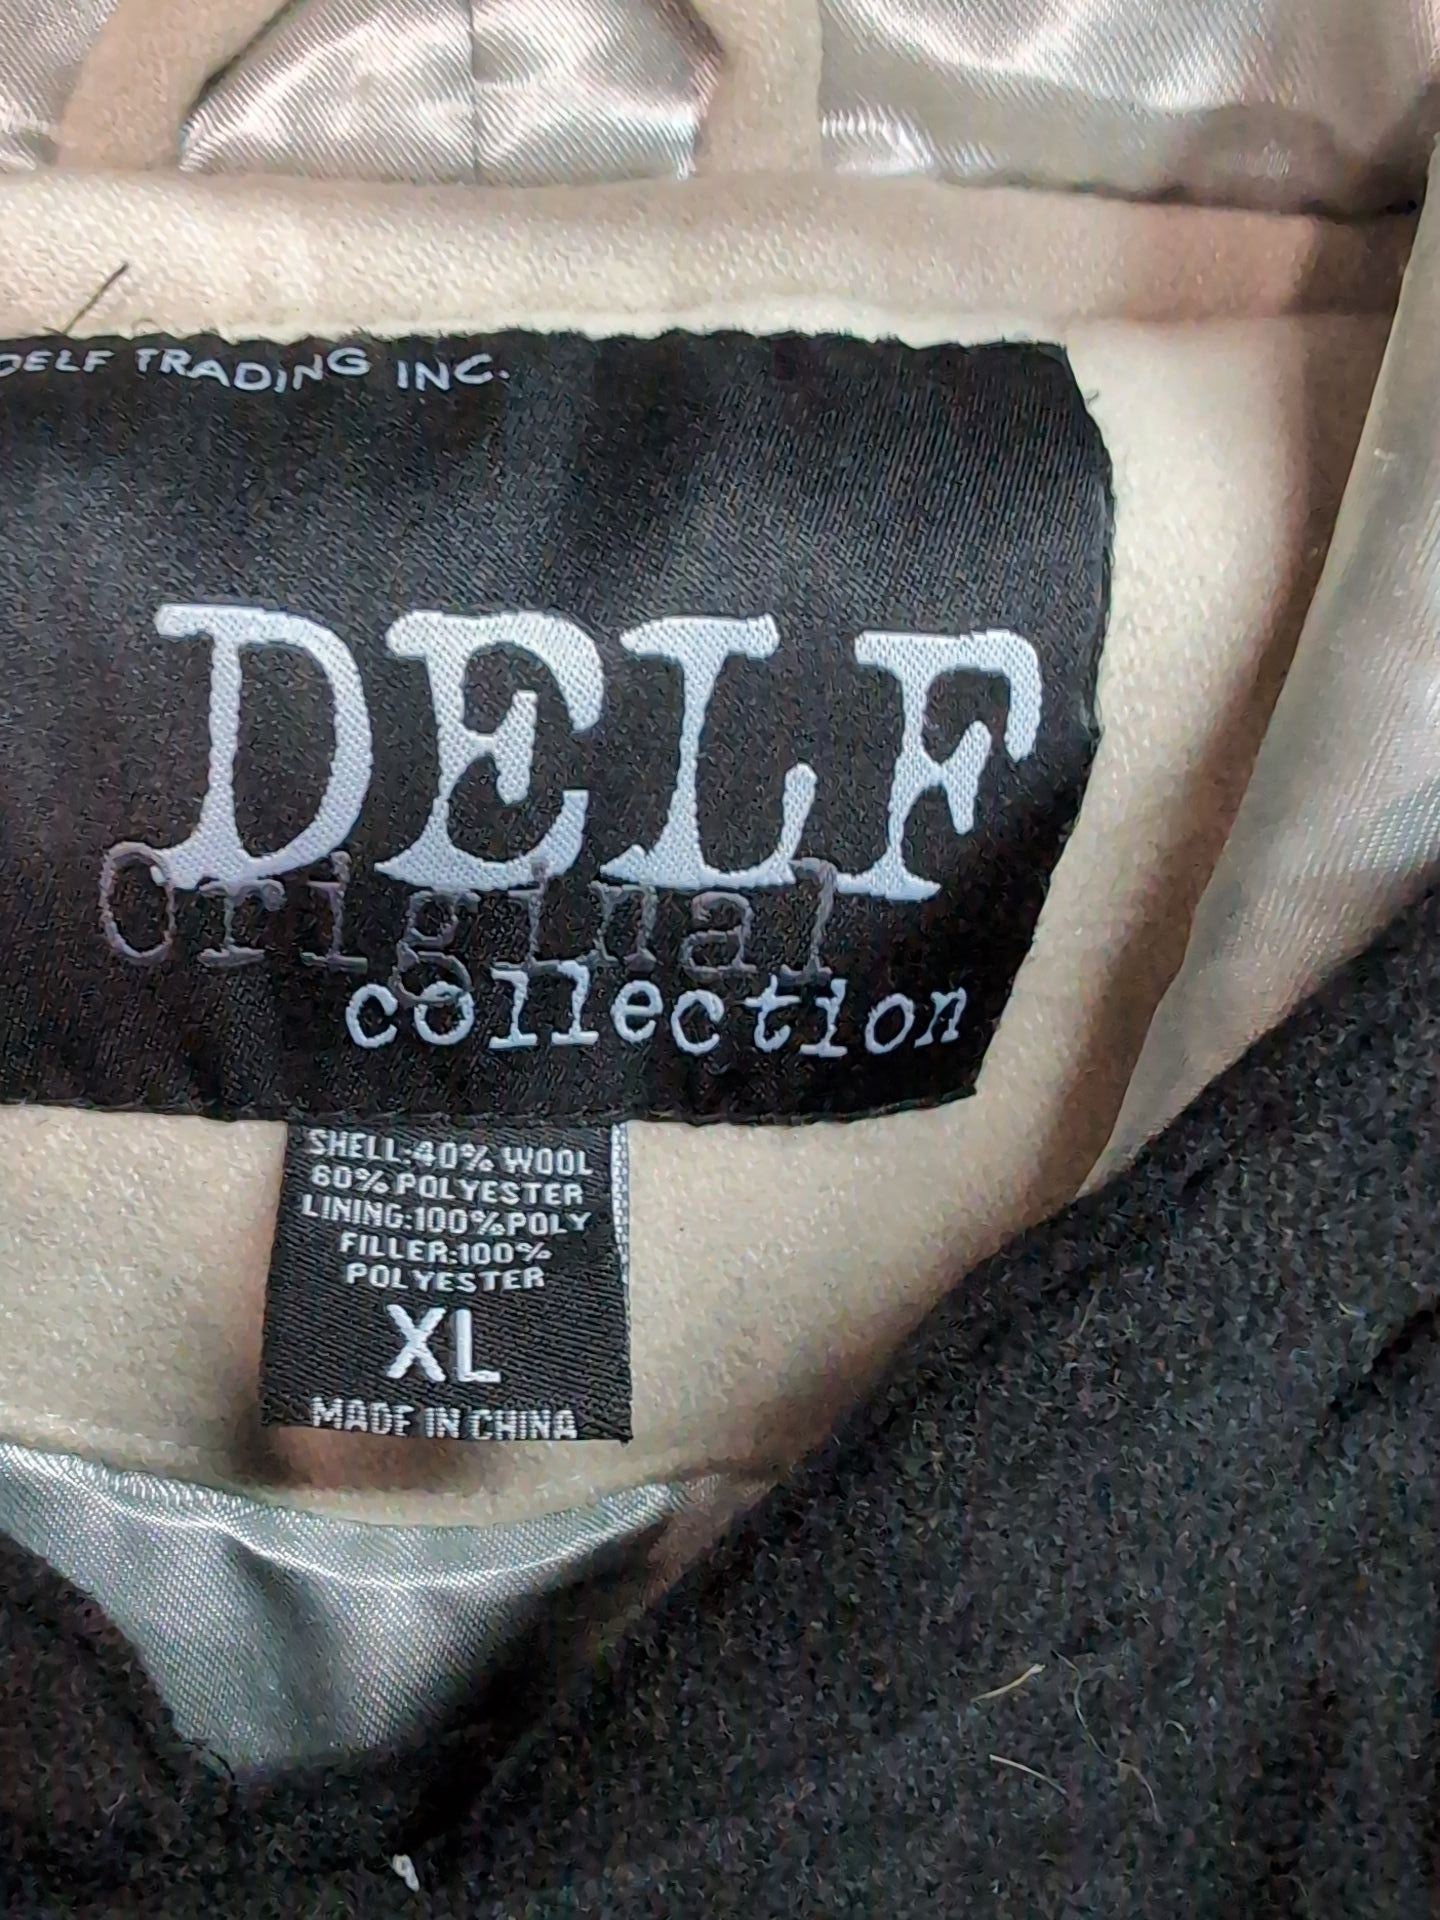 DELF TRADING INC.
DELF
original
collection
SHELL:40% WOOL
60% POLYESTER
LINING:100%POLY
FILLER:100%
POLYESTER
XL
MADE IN CHINA